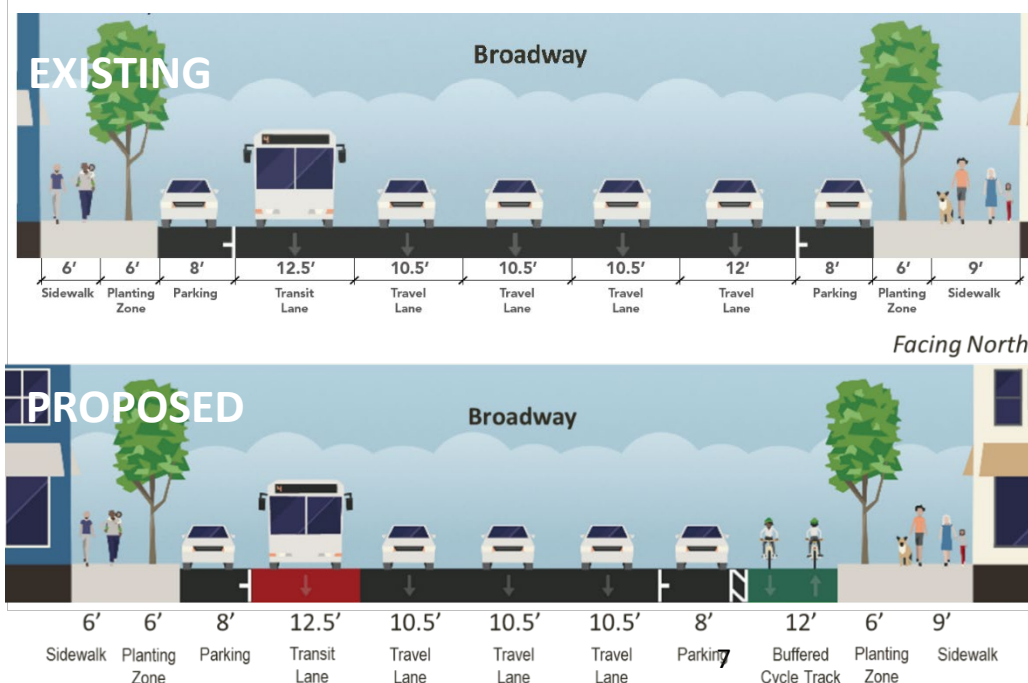 Broadway
EXISTING
4
6’ 6’ 8’ 12.5’ 10.5’ 10.5’ 10.5’ 12’ 8’ 6’ 9’
Sidewalk Planting Parking Transit Travel Travel Travel Travel Parking Planting Sidewalk
Zone Lane Lane Lane Lane Lane Zone
Facing North
PROPOSED
Broadway
4
6’ 6’ 8’ 12.5’ 10.5’ 10.5’ 10.5’ 8’ 12’ 6’ 9’
Sidewalk Planting Parking Transit Travel Travel Travel Parking Buffered Planting Sidewalk
Zone Lane Lane Lane Lane Cycle Track Zone
7